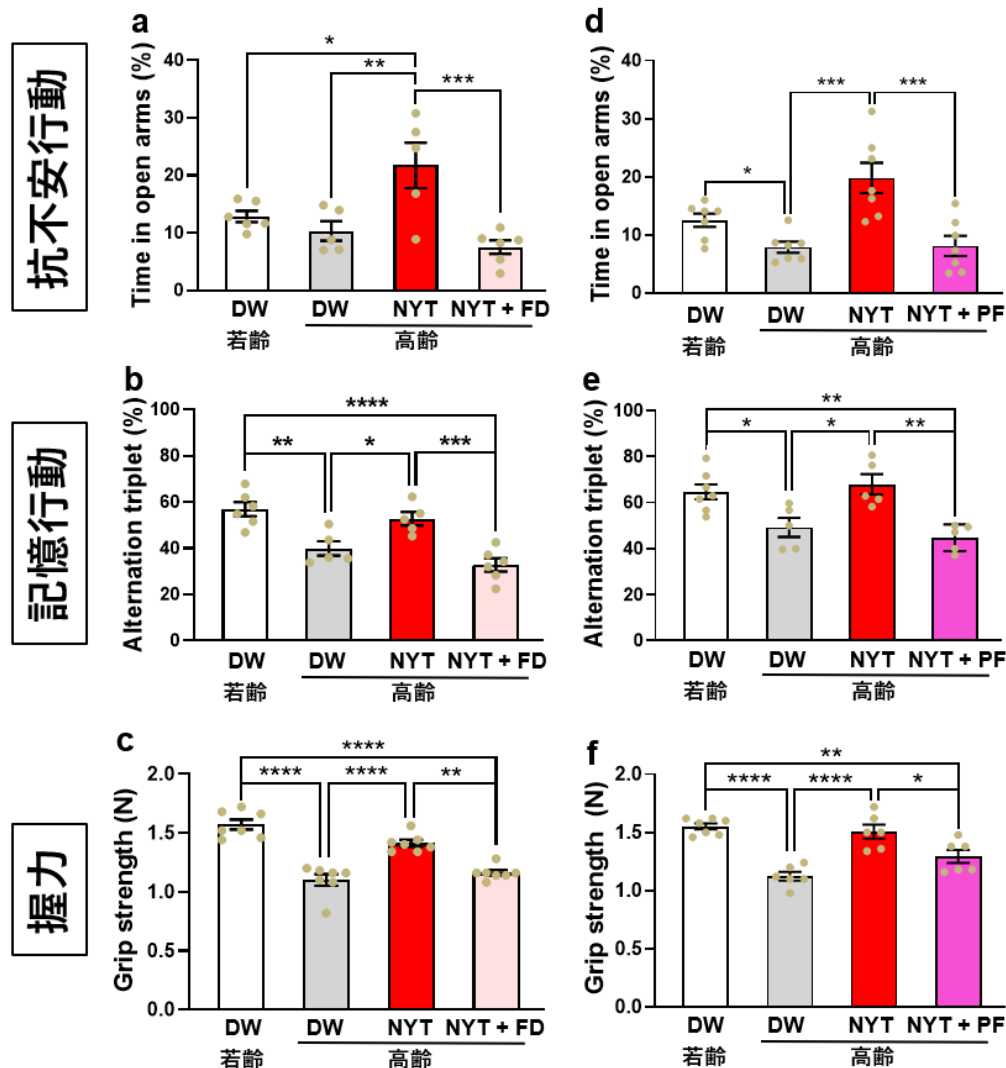 抗不安行動
a
Time in open arms (%)
40
30
20
10
0
*
**
***
DW
DW
NYT
NYT + FD
若齢
高齢
d
Time in open arms (%)
40
30
20
10
0
*
***
***
DW
DW
NYT
NYT + PF
若齢
高齢
記憶行動
b
Alternation triplet (%)
100
80
60
40
20
0
****
**
*
***
DW
DW
NYT
NYT + FD
若齢
高齢
e
Alternation triplet (%)
100
80
60
40
20
0
**
*
*
**
DW
DW
NYT
NYT + PF
若齢
高齢
握力
c
Grip strength (N)
2.0
1.5
1.0
0.5
0.0
****
****
****
**
DW
DW
NYT
NYT + FD
若齢
高齢
f
Grip strength (N)
2.0
1.5
1.0
0.5
0.0
**
****
****
*
DW
DW
NYT
NYT + PF
若齢
高齢